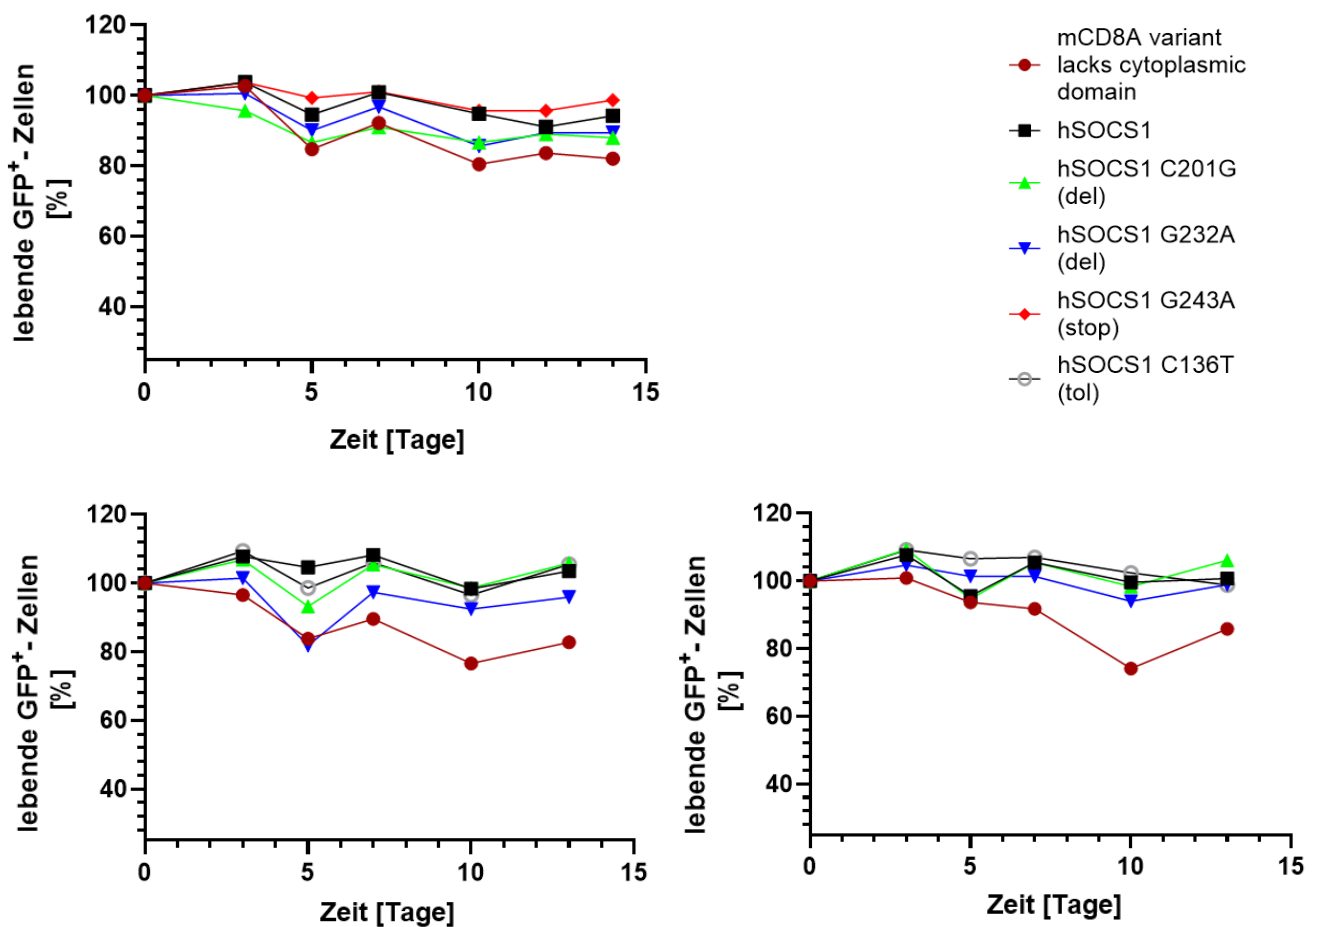 120
100
80
60
40
lebende GFP⁺- Zellen
[%]
0
5
10
15
Zeit [Tage]
mCD8A variant
lacks cytoplasmic
domain
hSOCS1
hSOCS1 C201G
(del)
hSOCS1 G232A
(del)
hSOCS1 G243A
(stop)
hSOCS1 C136T
(tol)
120
100
80
60
40
lebende GFP⁺- Zellen
[%]
0
5
10
15
Zeit [Tage]
120
100
80
60
40
lebende GFP⁺- Zellen
[%]
0
5
10
15
Zeit [Tage]